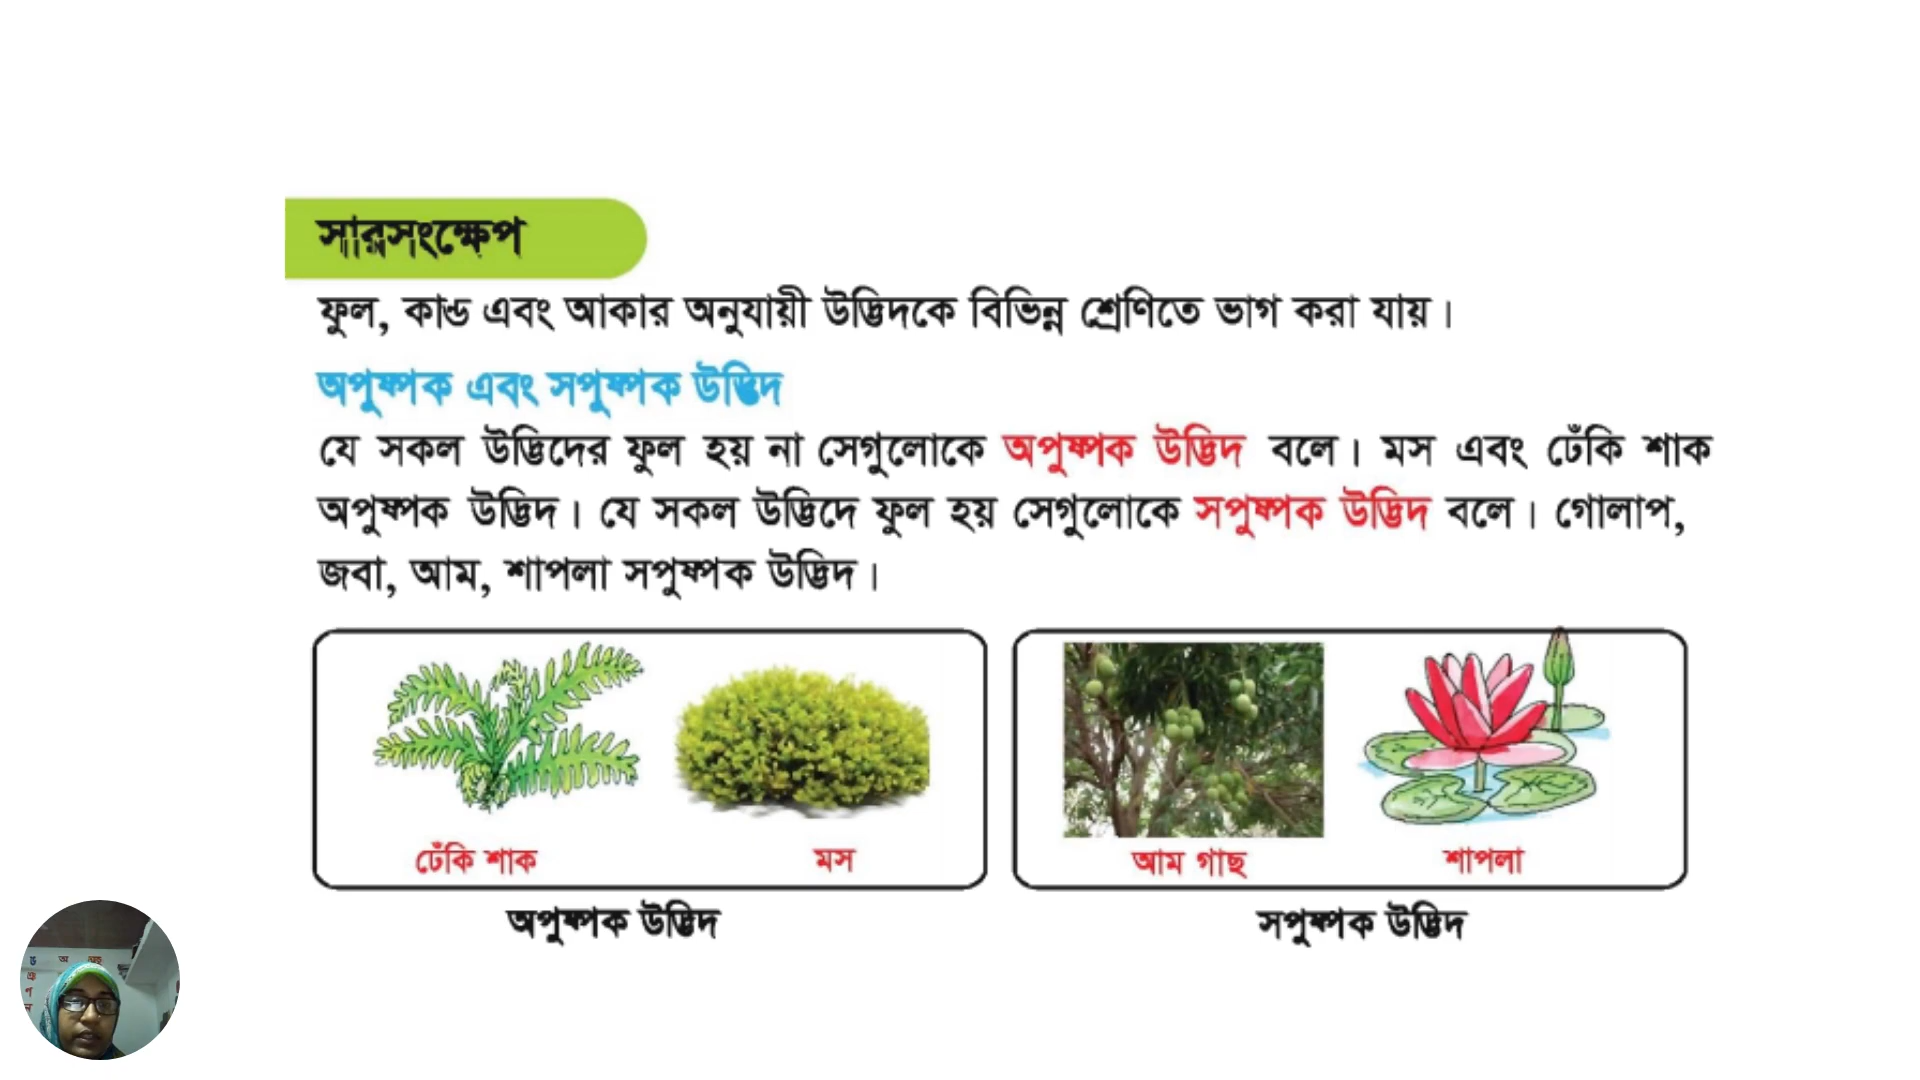 সারসংক্ষেপ
ফুল, কান্ড এবং আকার অনুযায়ী উদ্ভিদকে বিভিন্ন শ্রেণিতে ভাগ করা যায়।
অপুষ্পক এবং সপুষ্পক উদ্ভিদ
যে সকল উদ্ভিদের ফুল হয় না সেগুলোকে অপুষ্পক উদ্ভিদ বলে। মস এবং ঢেঁকি শাক
অপুষ্পক উদ্ভিদ। যে সকল উদ্ভিদে ফুল হয় সেগুলোকে সপুষ্পক উদ্ভিদ বলে। গোলাপ,
জবা, আম, শাপলা সপুষ্পক উদ্ভিদ।
ঢেঁকি শাক মস আম গাছ শাপলা
অপুষ্পক উদ্ভিদ সপুষ্পক উদ্ভিদ